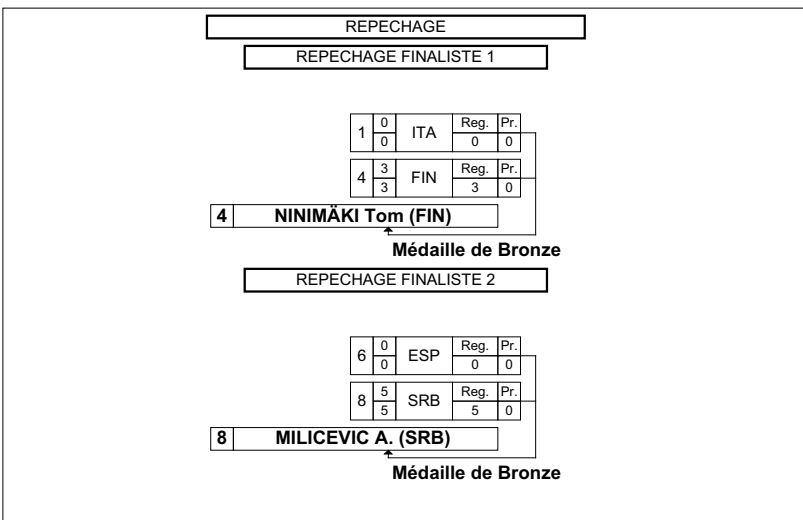 REPECHAGE
REPECHAGE FINALISTE 1
1 0 ITA Reg. Pr.
0 0 0
4 3 FIN Reg. Pr.
3 3 0
4 NINIMÄKI Tom (FIN)
Médaille de Bronze
REPECHAGE FINALISTE 2
6 0 ESP Reg. Pr.
0 0 0
8 5 SRB Reg. Pr.
5 5 0
8 MILICEVIC A. (SRB)
Médaille de Bronze